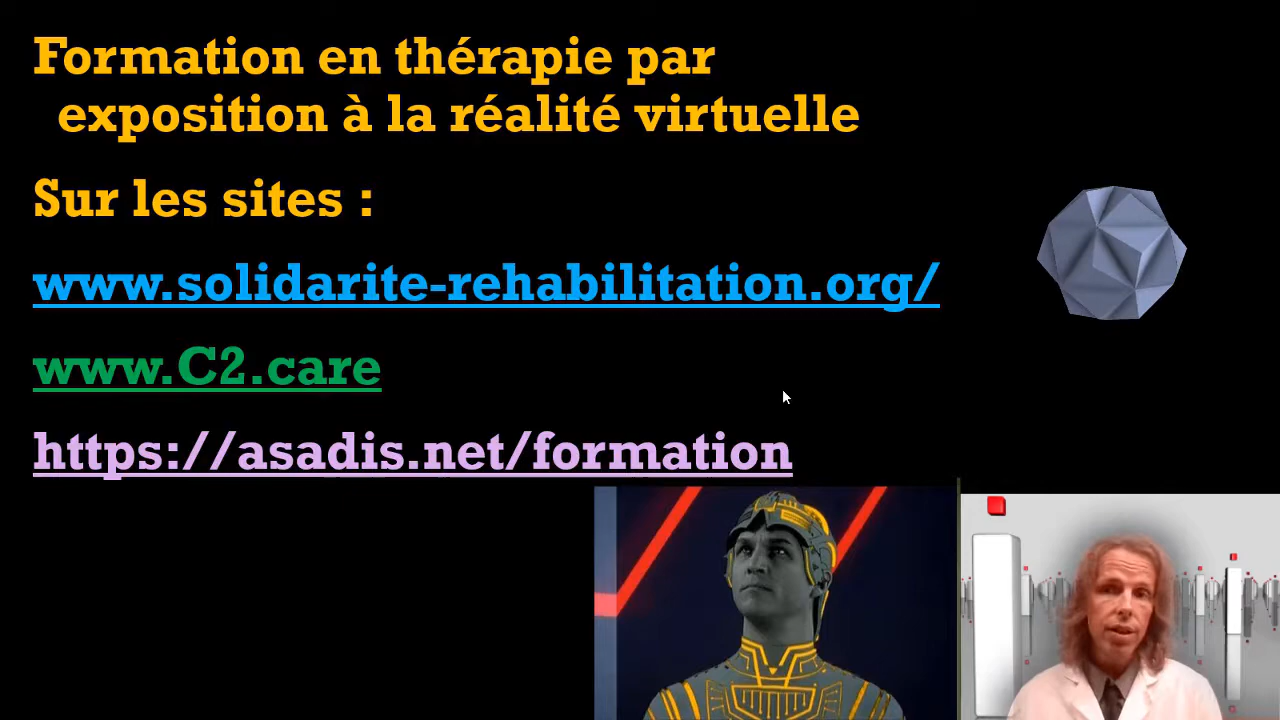 Formation en thérapie par
exposition à la réalité virtuelle
Sur les sites :
www.solidarite-rehabilitation.org/
www.C2.care
https://asadis.net/formation